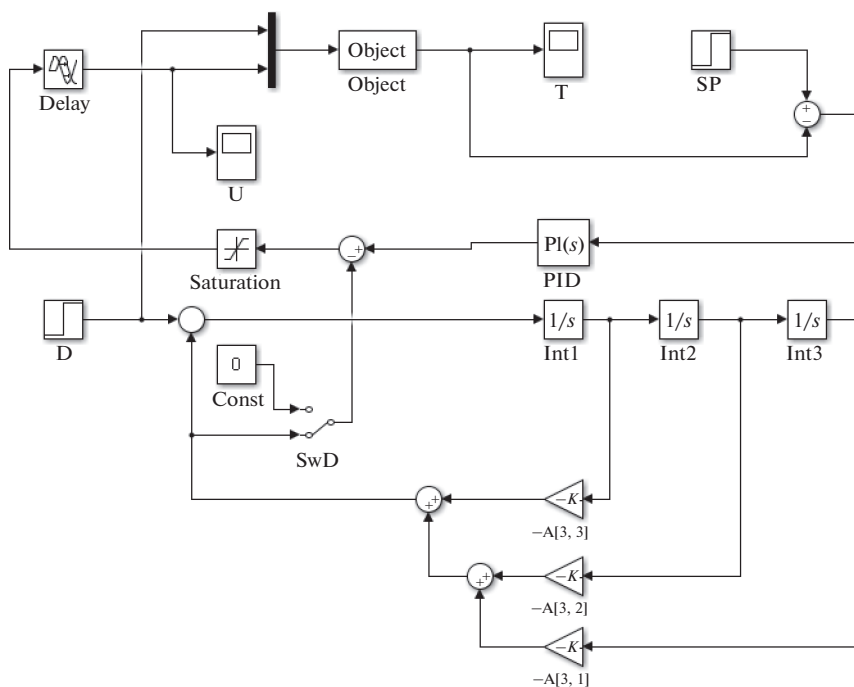 Delay
Object
Object
T
SP
+
−
U
Saturation
−
+
PI(s)
PID
D
1/s
Int1
1/s
Int2
1/s
Int3
0
Const
SwD
+
+
−K-
−A[3, 3]
+
+
−K-
−A[3, 2]
−K-
−A[3, 1]